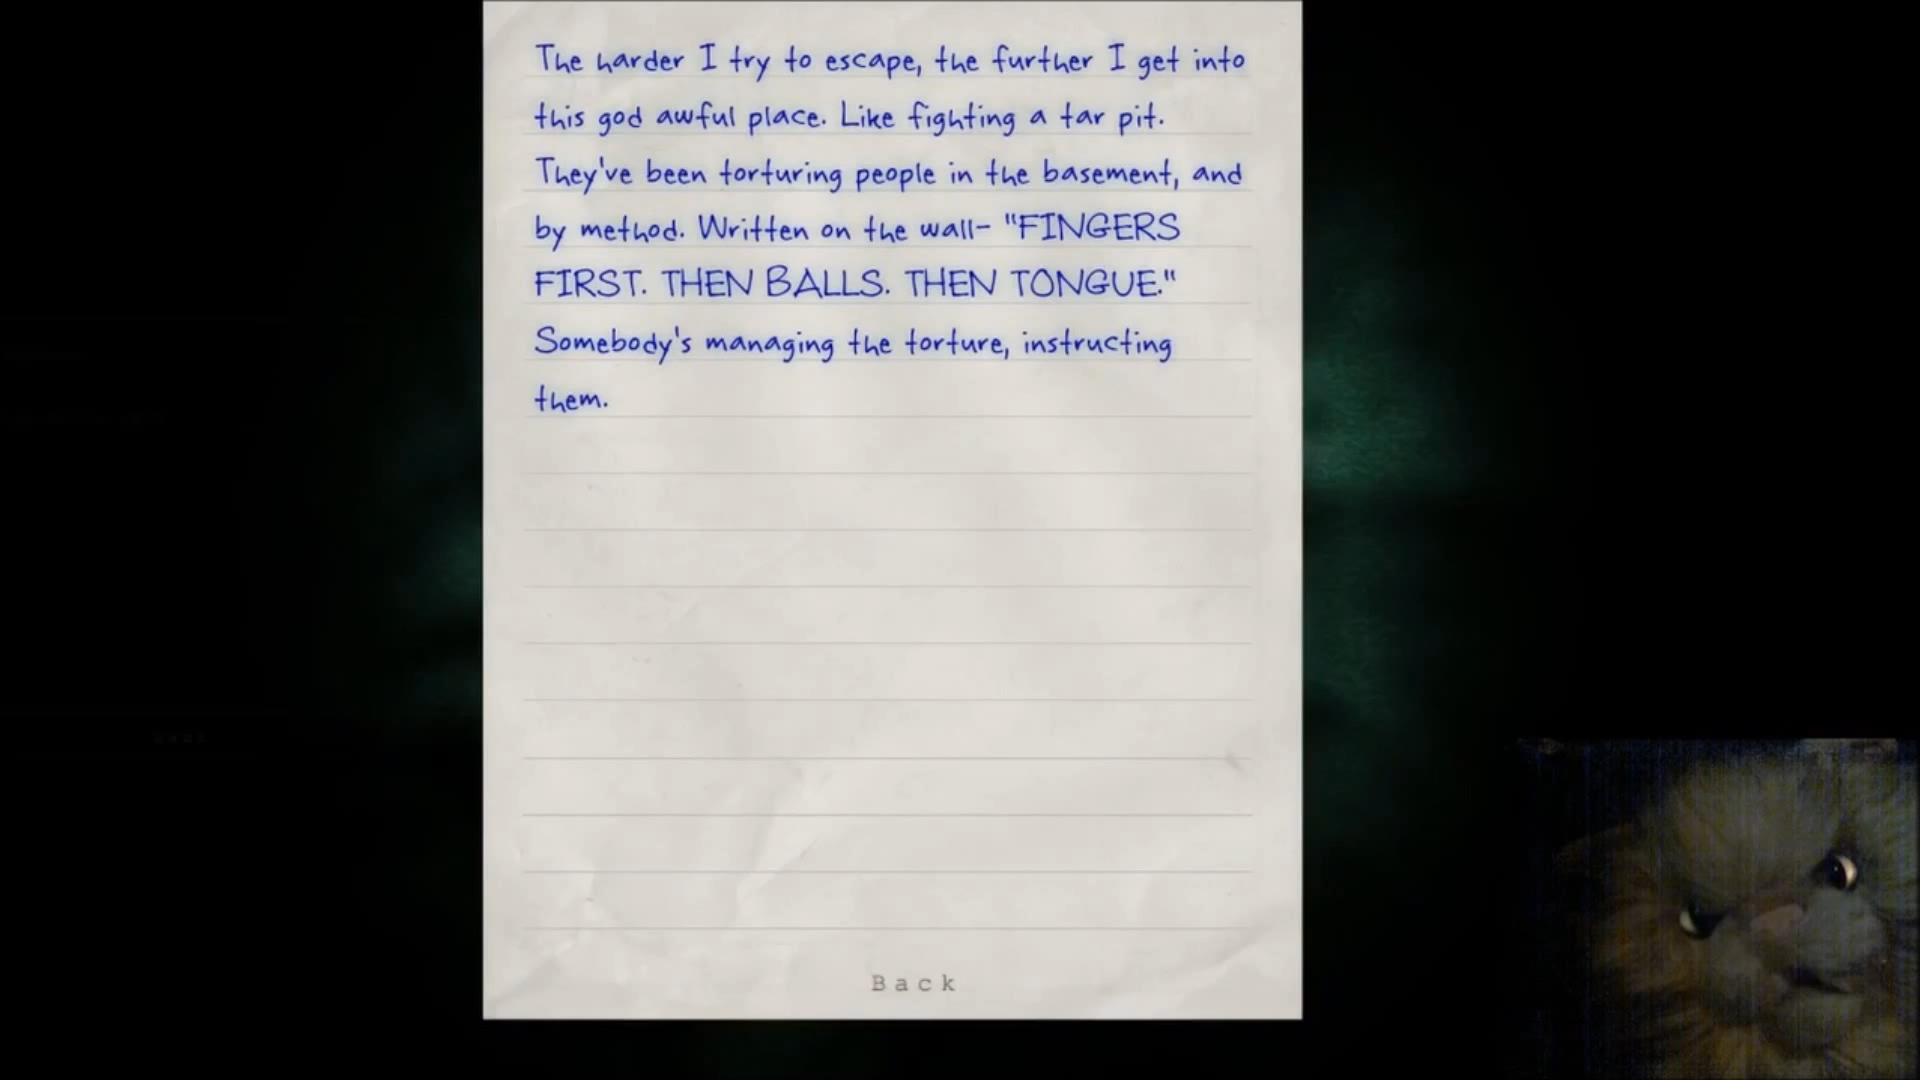 The harder I try to escape, the further I get into
this god awful place. Like fighting a tar pit.
They've been torturing people in the basement, and
by method. Written on the wall- "FINGERS
FIRST. THEN BALLS. THEN TONGUE."
Somebody's managing the torture, instructing
them.
Back